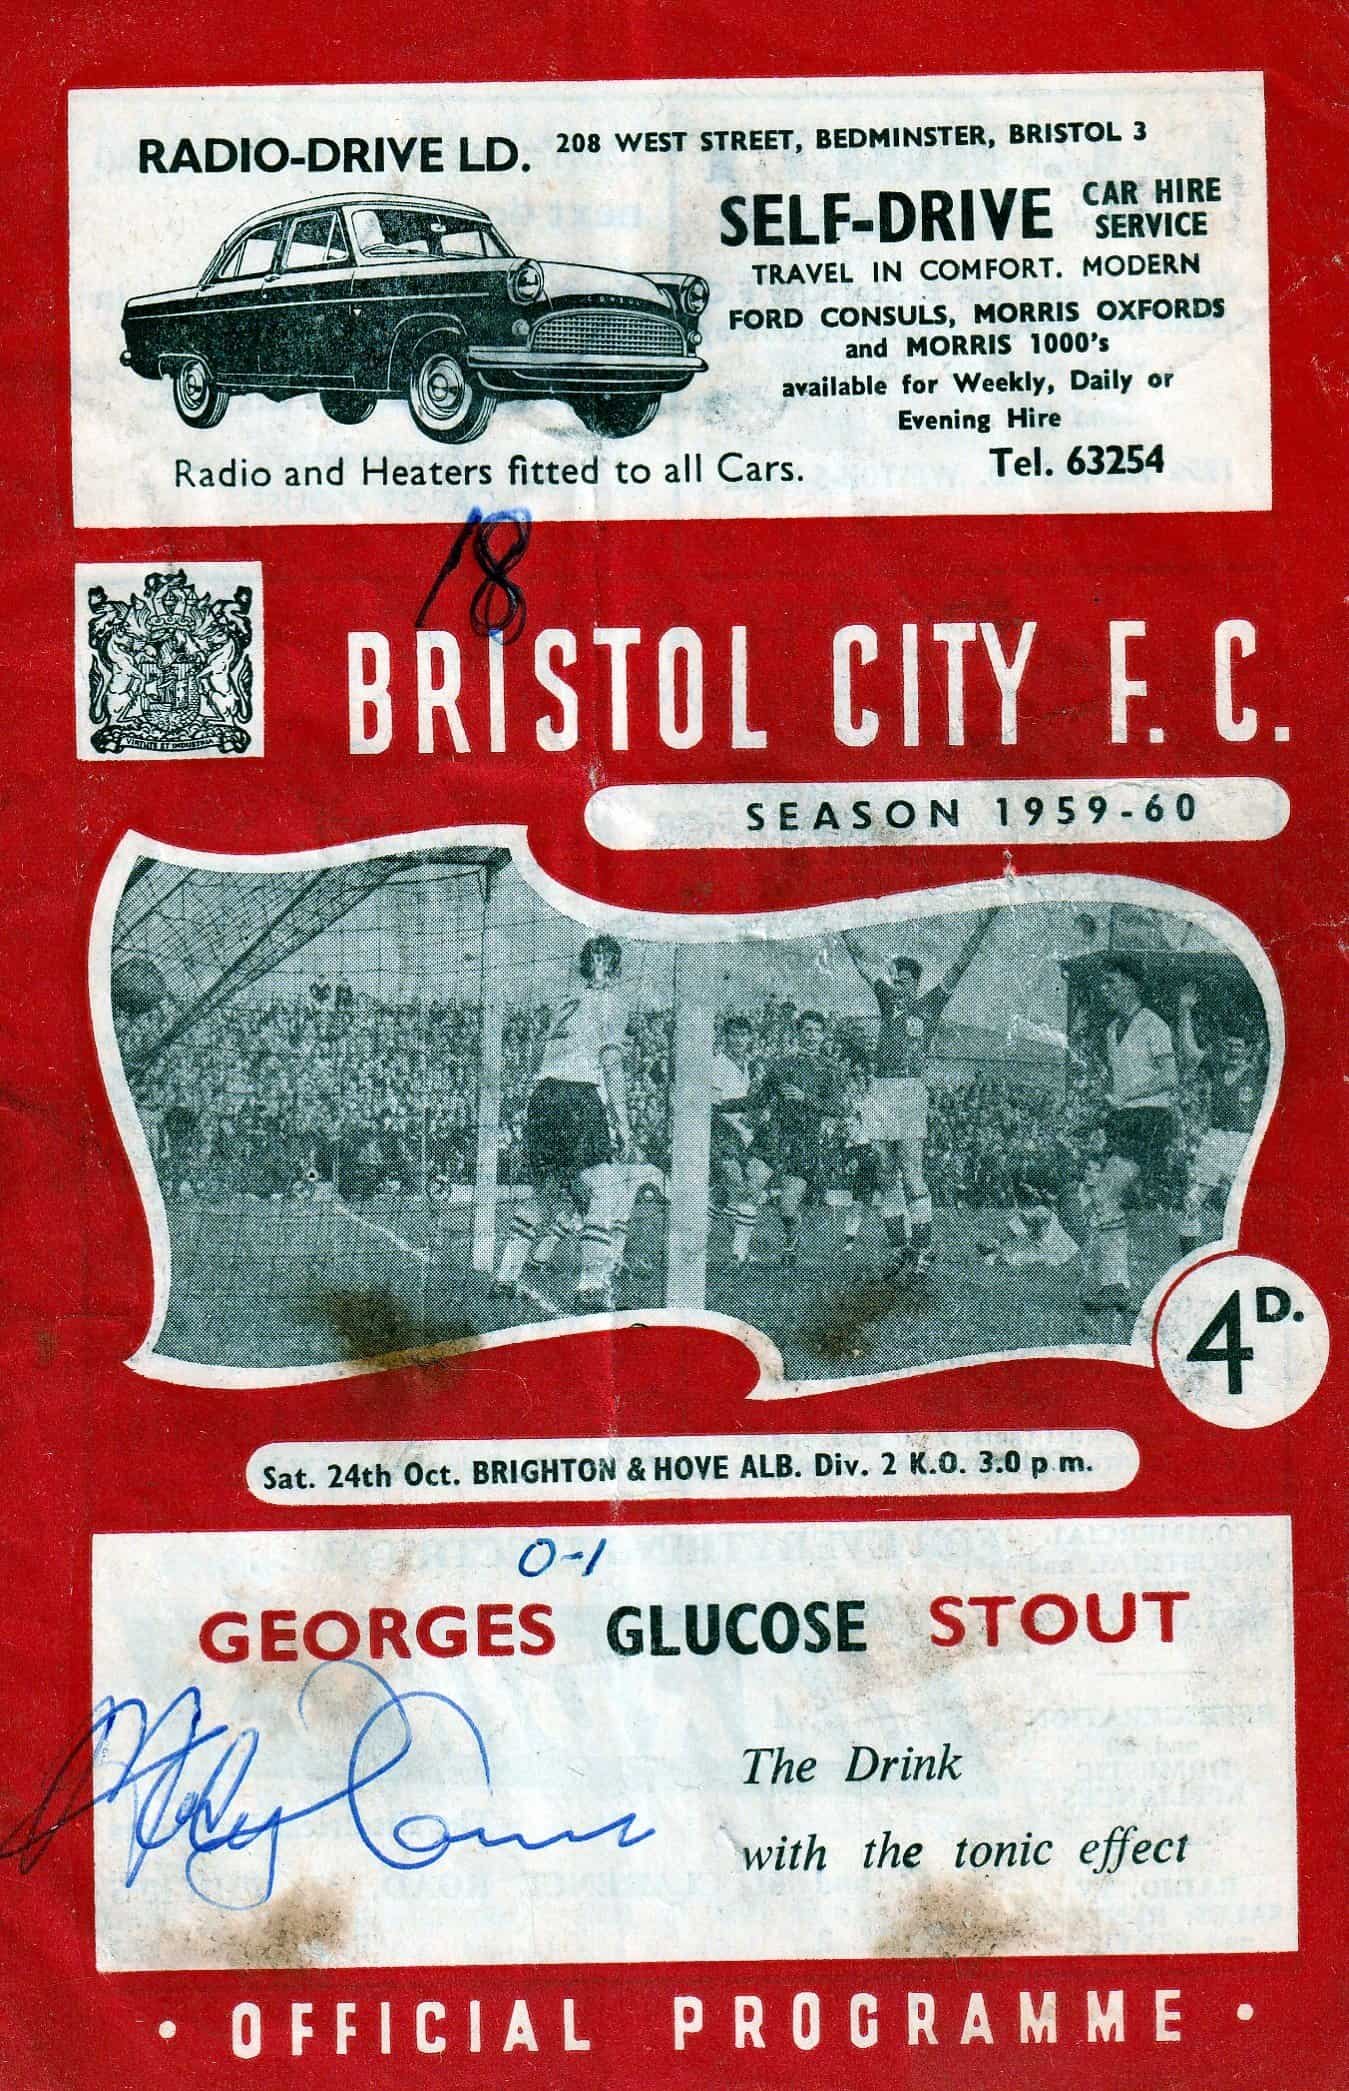 RADIO-DRIVE LD. 208 WEST STREET, BEDMINSTER, BRISTOL 3
SELF-DRIVE CAR HIRE SERVICE
TRAVEL IN COMFORT. MODERN
FORD CONSULS, MORRIS OXFORDS
and MORRIS 1000's
available for Weekly, Daily or
Evening Hire
Radio and Heaters fitted to all Cars.
Tel. 63254
18
VIRTUTE ET INDUSTRIA
BRISTOL CITY F. C.
SEASON 1959-60
4D.
Sat. 24th Oct. BRIGHTON & HOVE ALB. Div. 2 K.O. 3.0 p m.
0-1
GEORGES GLUCOSE STOUT
The Drink
with the tonic effect
• OFFICIAL PROGRAMME •